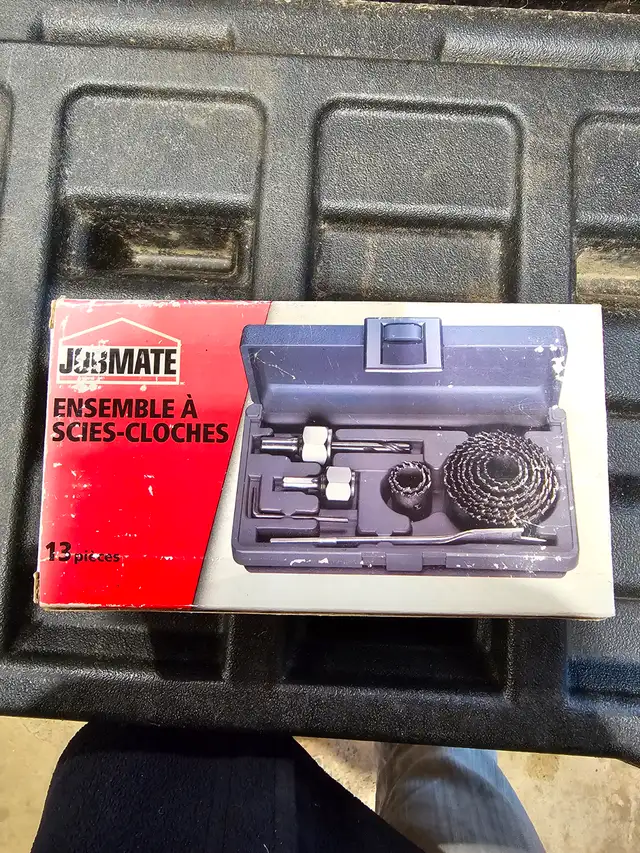 JOBMATE
ENSEMBLE À
SCIES-CLOCHES
13 pièces